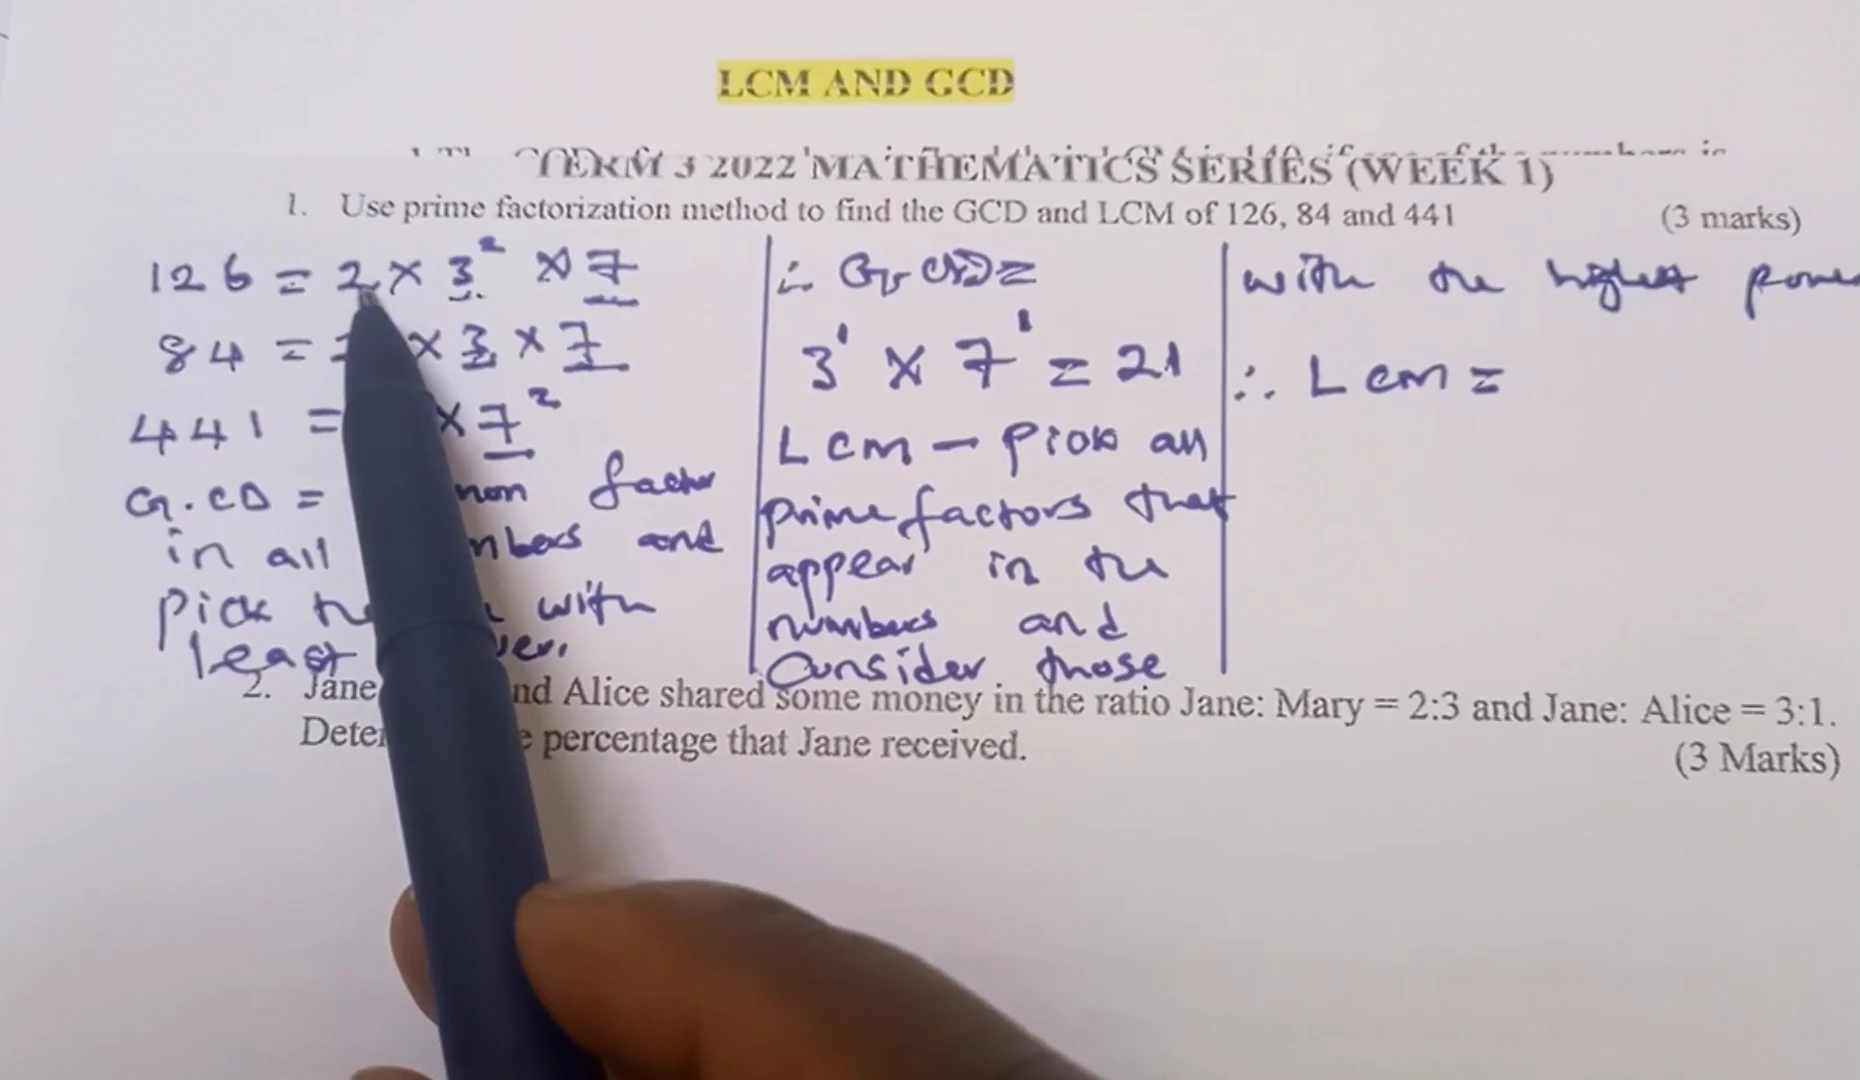 LCM AND GCD
TERM 3 2022 MATHEMATICS SERIES (WEEK 1)
1. Use prime factorization method to find the GCD and LCM of 126, 84 and 441 (3 marks)
126 = 2 × 3² × 7
84 = × 3 × 7
441 = × 7²
G.CD = factor
in all and
Pick with
least
∴ GCD =
3¹ × 7¹ = 21
LCM - Pick all
prime factors that
appear in the
numbers and
Consider those
with the highest
∴ LCM =
2. Jane nd Alice shared some money in the ratio Jane: Mary = 2:3 and Jane: Alice = 3:1.
percentage that Jane received.
(3 Marks)